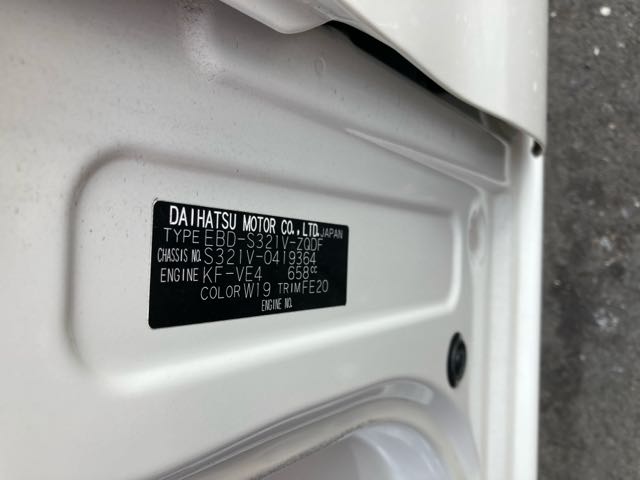 DAIHATSU MOTOR CO.,LTD. JAPAN
TYPE EBD-S321V-ZQDF
CHASSIS NO. S321V-0419364
ENGINE KF-VE4 658cc
COLOR W19 TRIM FE20
ENGINE NO.